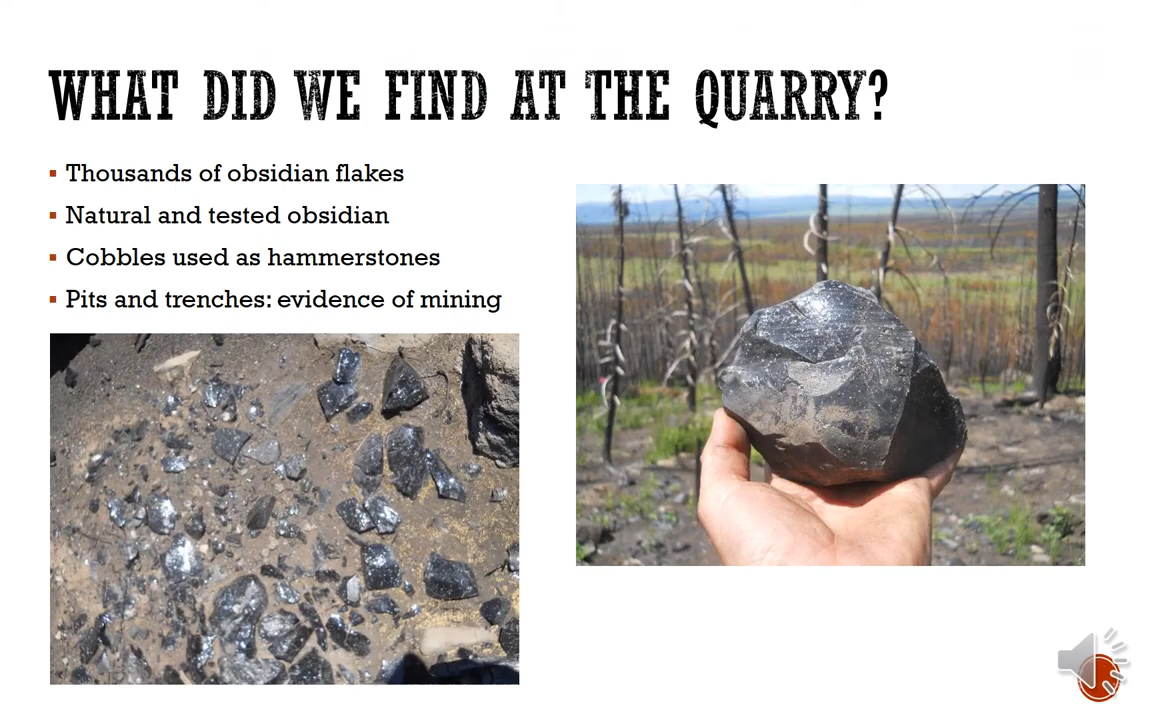 WHAT DID WE FIND AT THE QUARRY?
▪ Thousands of obsidian flakes
▪ Natural and tested obsidian
▪ Cobbles used as hammerstones
▪ Pits and trenches: evidence of mining